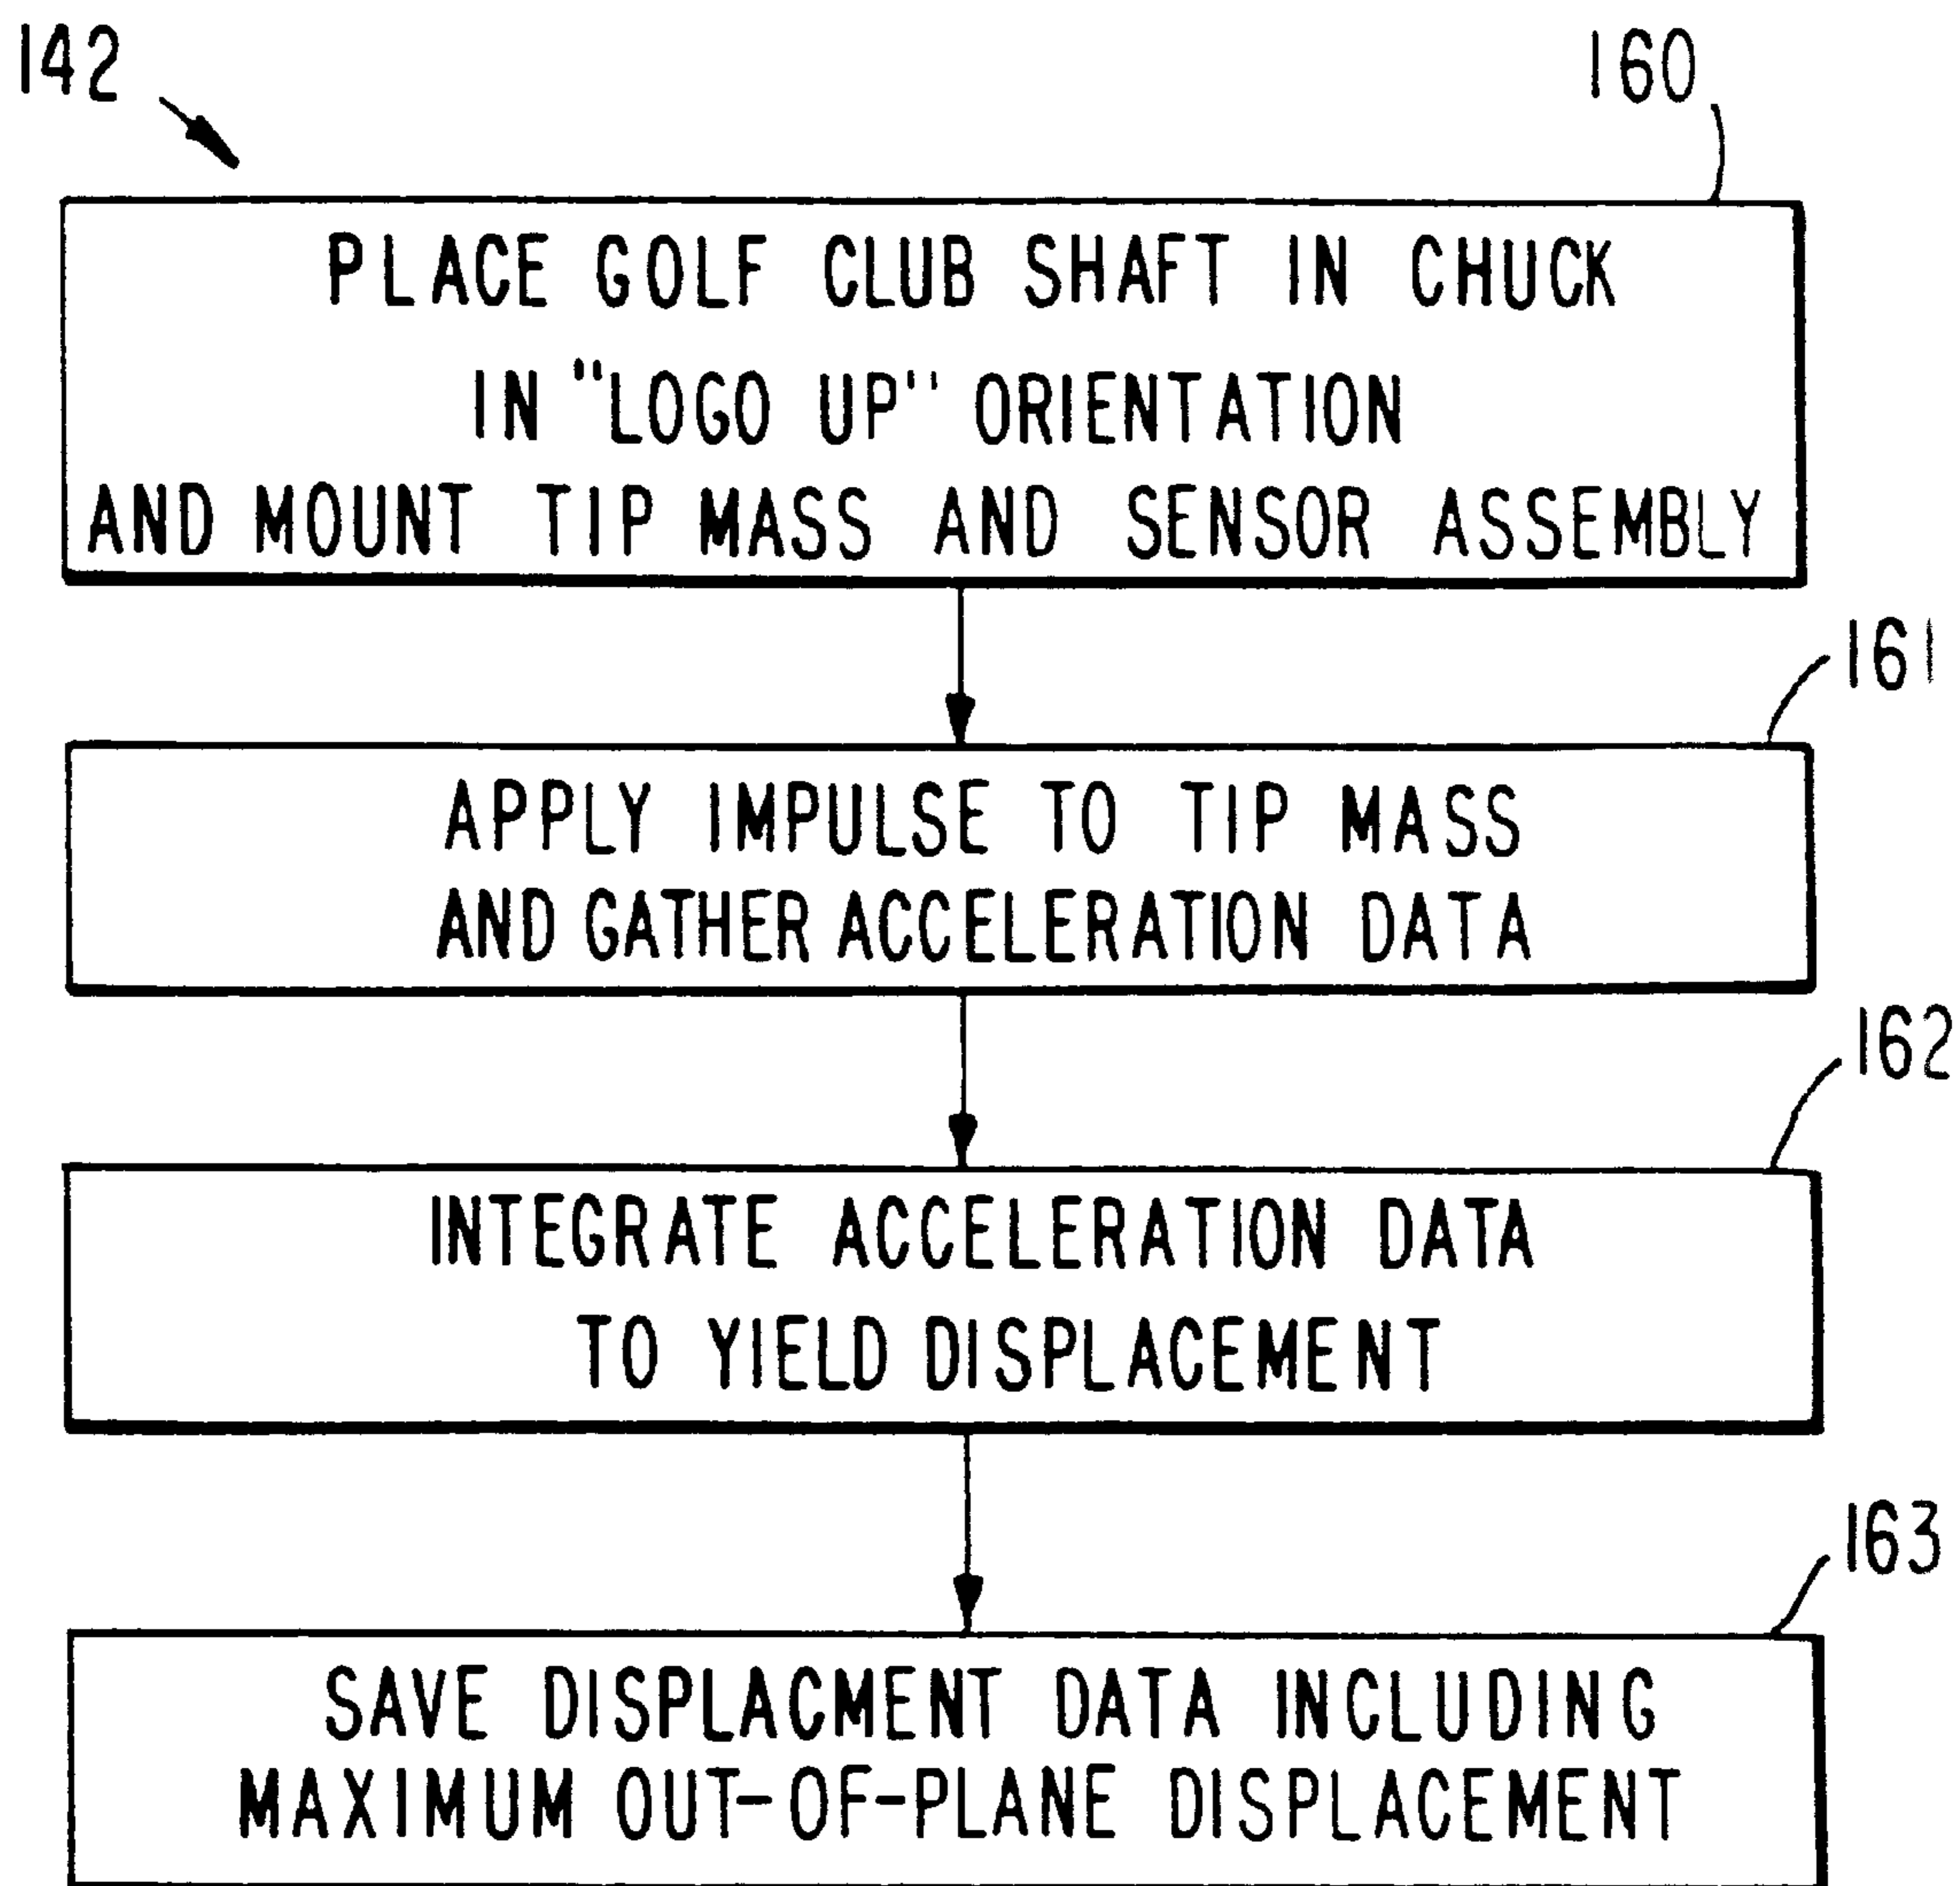 142
160
PLACE GOLF CLUB SHAFT IN CHUCK
IN "LOGO UP" ORIENTATION
AND MOUNT TIP MASS AND SENSOR ASSEMBLY
161
APPLY IMPULSE TO TIP MASS
AND GATHER ACCELERATION DATA
162
INTEGRATE ACCELERATION DATA
TO YIELD DISPLACEMENT
163
SAVE DISPLACMENT DATA INCLUDING
MAXIMUM OUT-OF-PLANE DISPLACEMENT